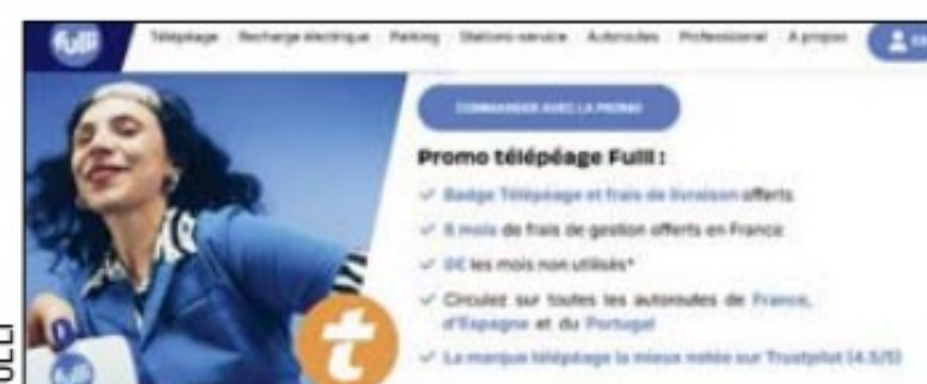 fulli
Télépéage Recharge électrique Parking Stations-service Autoroutes Professionnel A propos
COMMANDER AVEC LA PROMO
Promo télépéage Fulli :
Badge Télépéage et frais de livraison offerts
mois de frais de gestion offerts en France
0€ les mois non utilisés*
Circulez sur toutes les autoroutes de France,
d'Espagne et du Portugal
La marque télépéage la mieux notée sur Trustpilot (4.5/5)
t